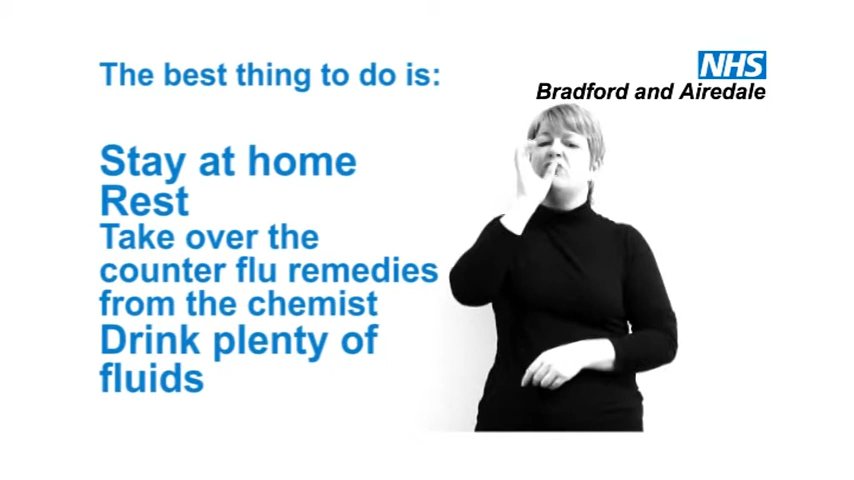 The best thing to do is:
NHS
Bradford and Airedale
Stay at home
Rest
Take over the
counter flu remedies
from the chemist
Drink plenty of
fluids